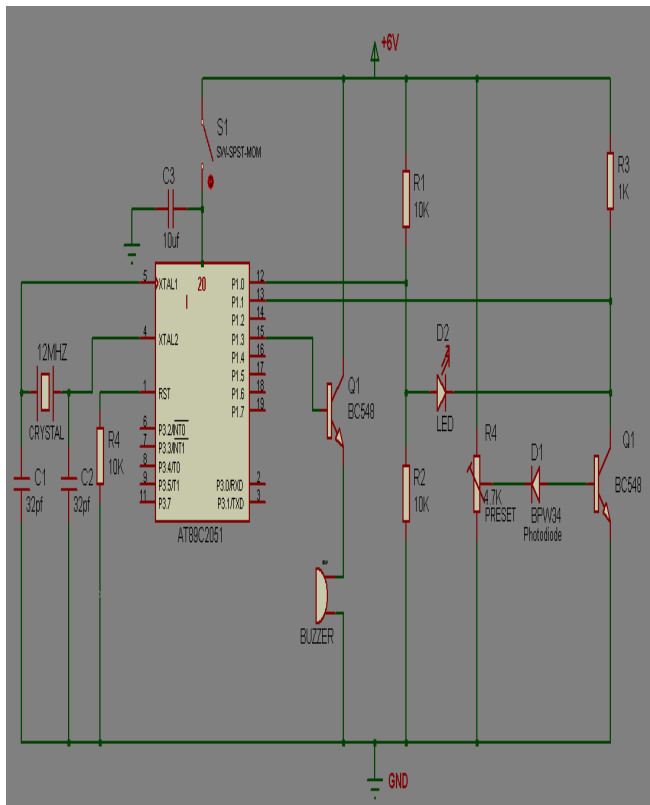 +6V
S1
SW-SPST-MOM
C3
10uf
R1
10K
R3
1K
5
XTAL1
20
I
P1.0
12
P1.1
13
P1.2
14
4
XTAL2
P1.3
15
P1.4
16
P1.5
17
1
RST
P1.6
18
P1.7
19
6
P3.2/INT0
7
P3.3/INT1
8
P3.4/T0
9
P3.5/T1
P3.0/RXD
2
11
P3.7
P3.1/TXD
3
AT89C2051
12MHZ
CRYSTAL
C1
32pf
C2
32pf
R4
10K
D2
LED
Q1
BC548
R4
4.7K
PRESET
D1
BPW34
Photodiode
Q1
BC548
R2
10K
BUZZER
GND